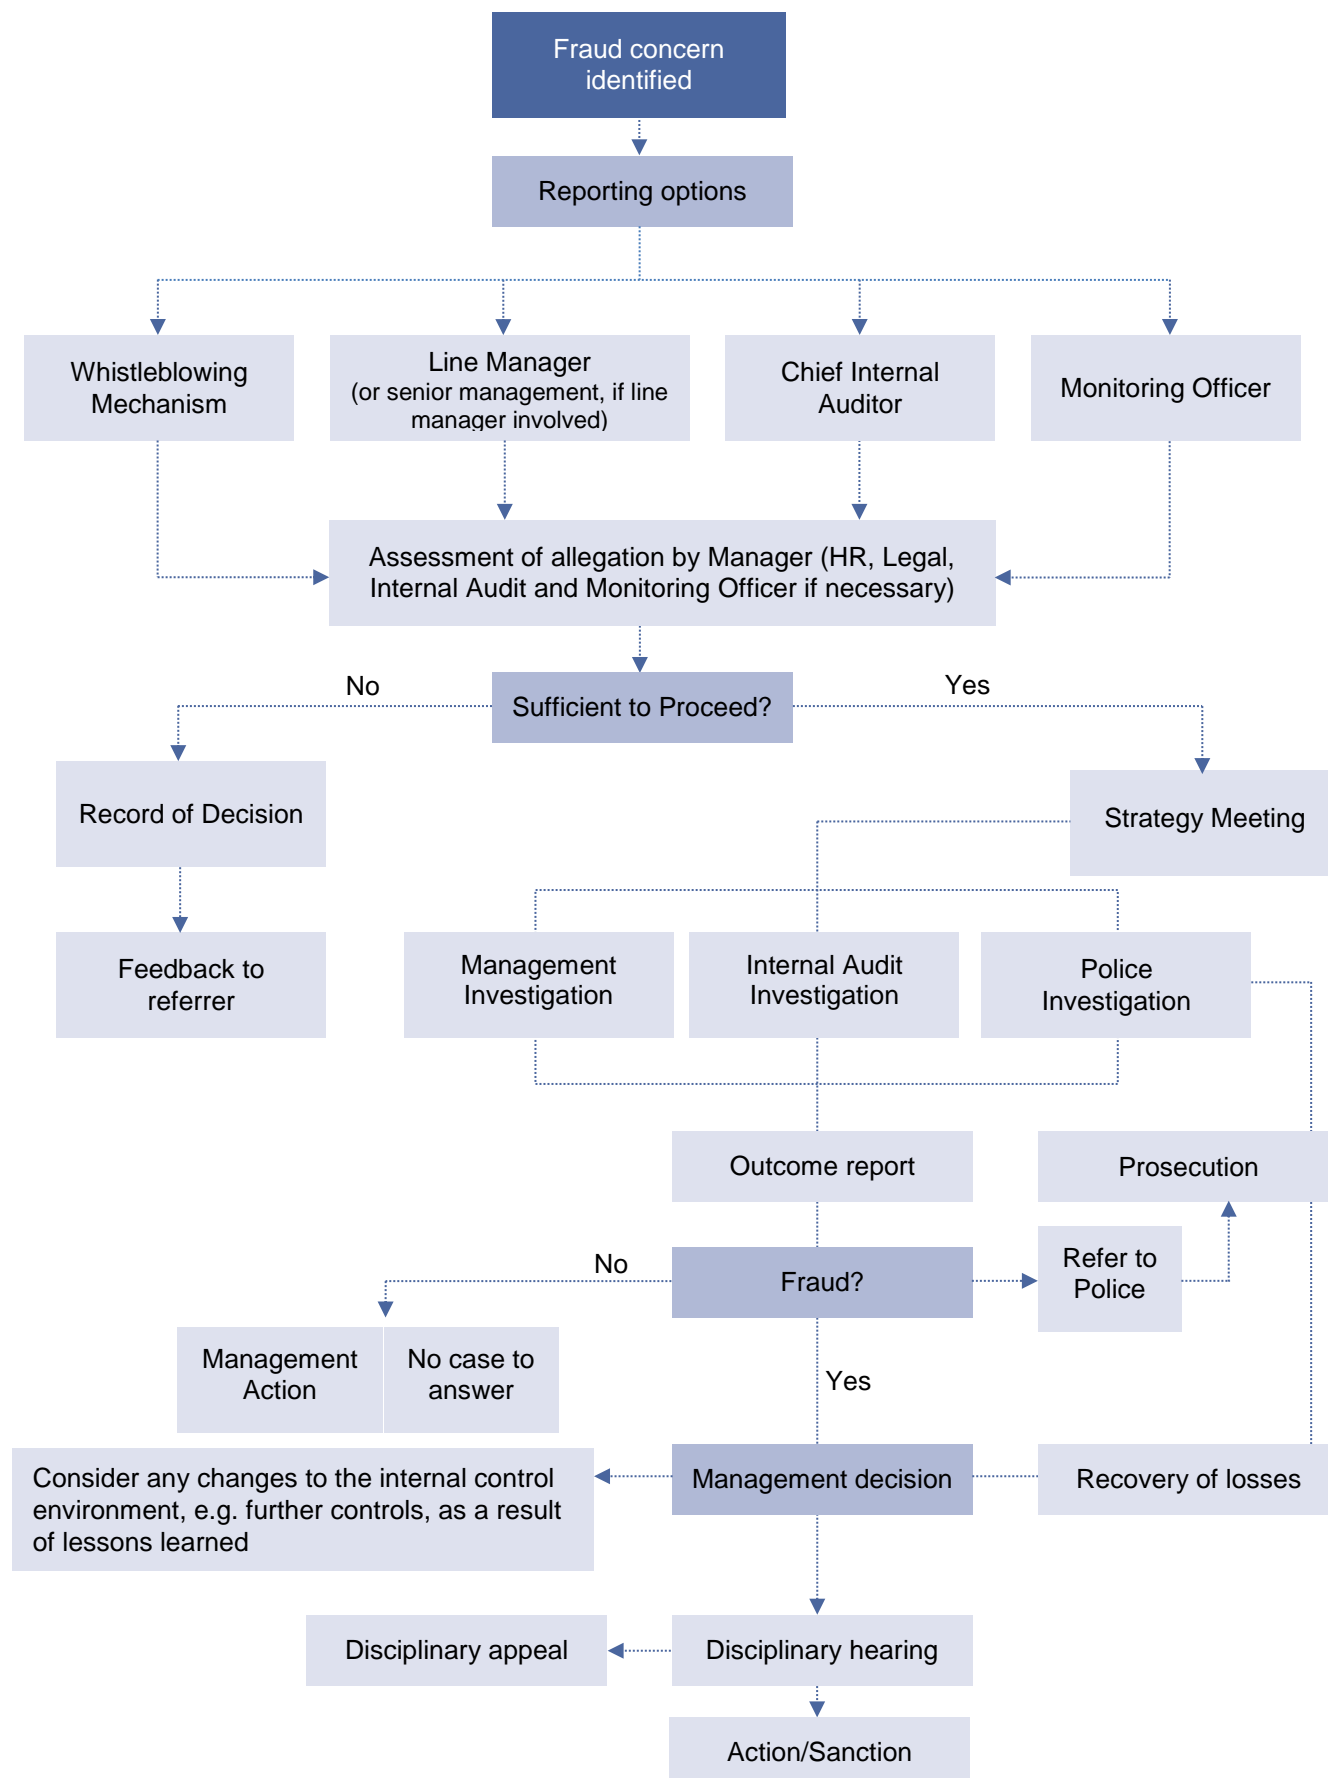 Fraud concern
identified
Reporting options
Whistleblowing
Mechanism
Line Manager
(or senior management, if line
manager involved)
Chief Internal
Auditor
Monitoring Officer
Assessment of allegation by Manager (HR, Legal,
Internal Audit and Monitoring Officer if necessary)
No
Sufficient to Proceed?
Yes
Record of Decision
Strategy Meeting
Feedback to
referrer
Management
Investigation
Internal Audit
Investigation
Police
Investigation
Outcome report
Prosecution
No
Fraud?
Refer to
Police
Management
Action
No case to
answer
Yes
Consider any changes to the internal control
environment, e.g. further controls, as a result
of lessons learned
Management decision
Recovery of losses
Disciplinary appeal
Disciplinary hearing
Action/Sanction